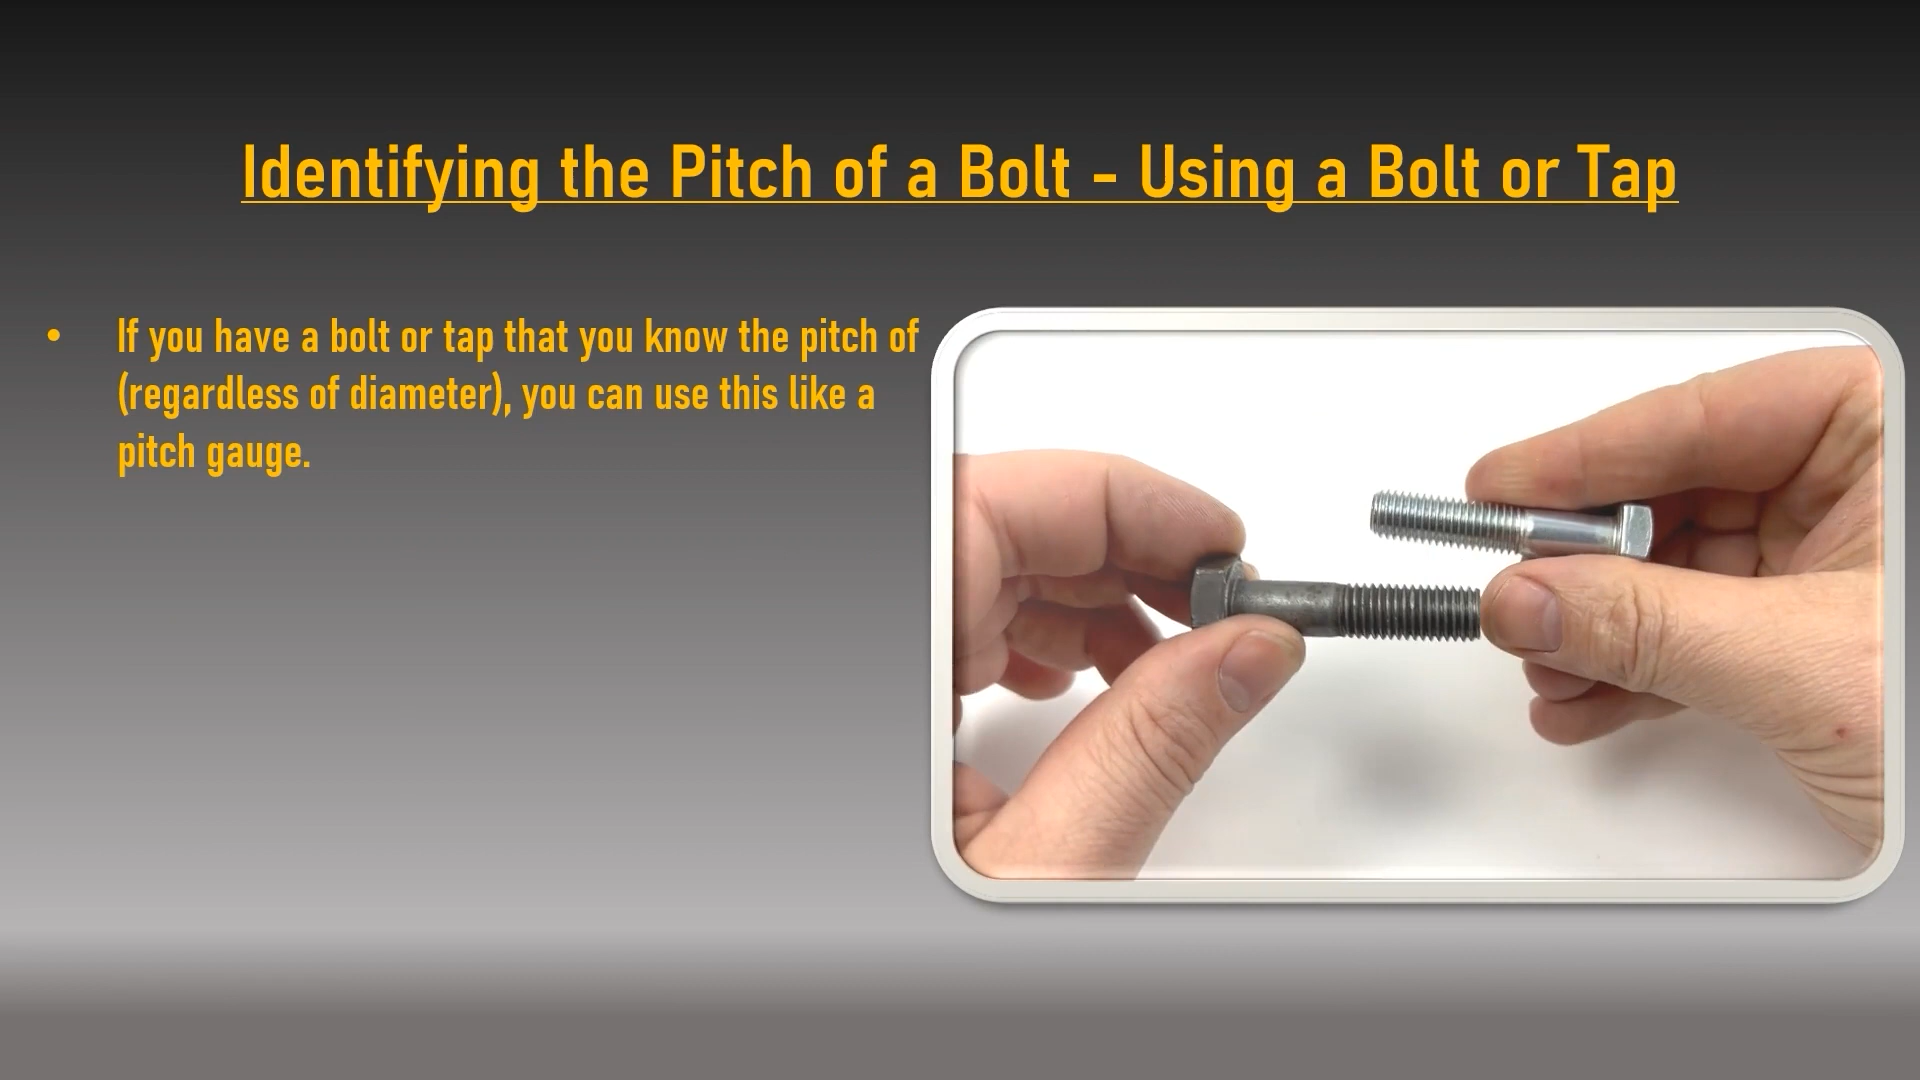 Identifying the Pitch of a Bolt - Using a Bolt or Tap
• If you have a bolt or tap that you know the pitch of
(regardless of diameter), you can use this like a
pitch gauge.